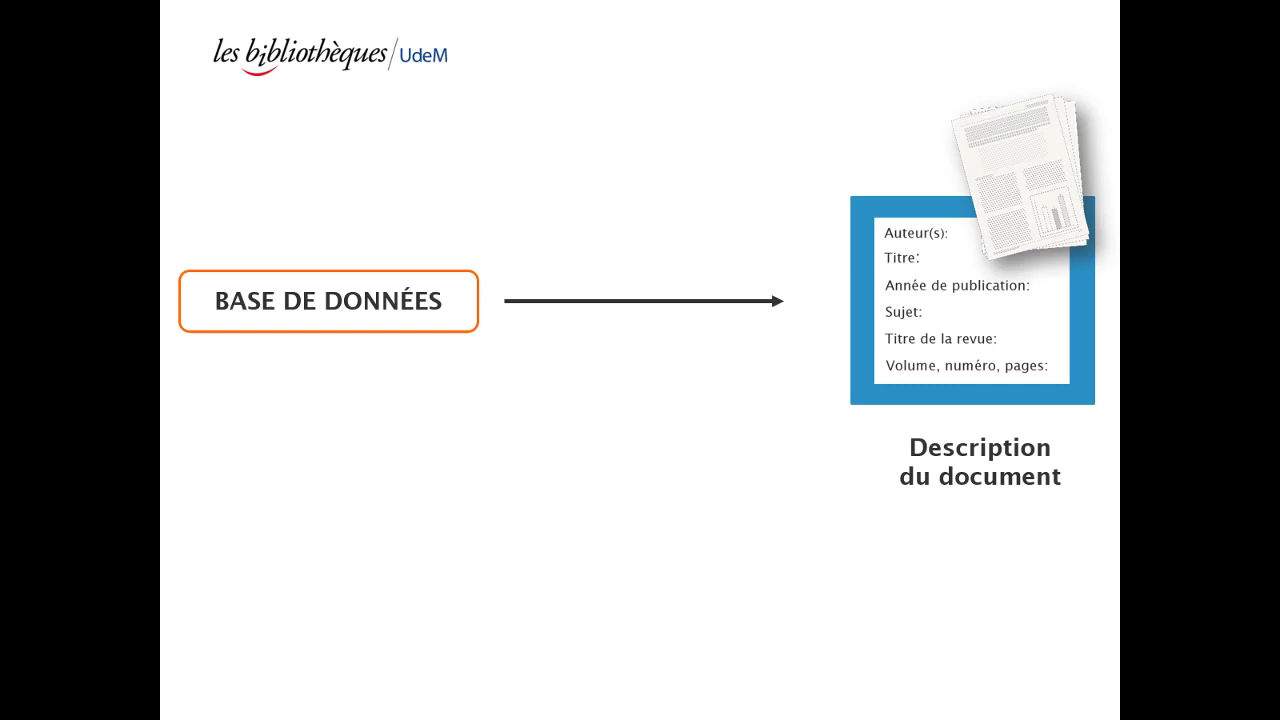 les bibliothèques/UdeM
BASE DE DONNÉES
Auteur(s):
Titre:
Année de publication:
Sujet:
Titre de la revue:
Volume, numéro, pages:
Description
du document